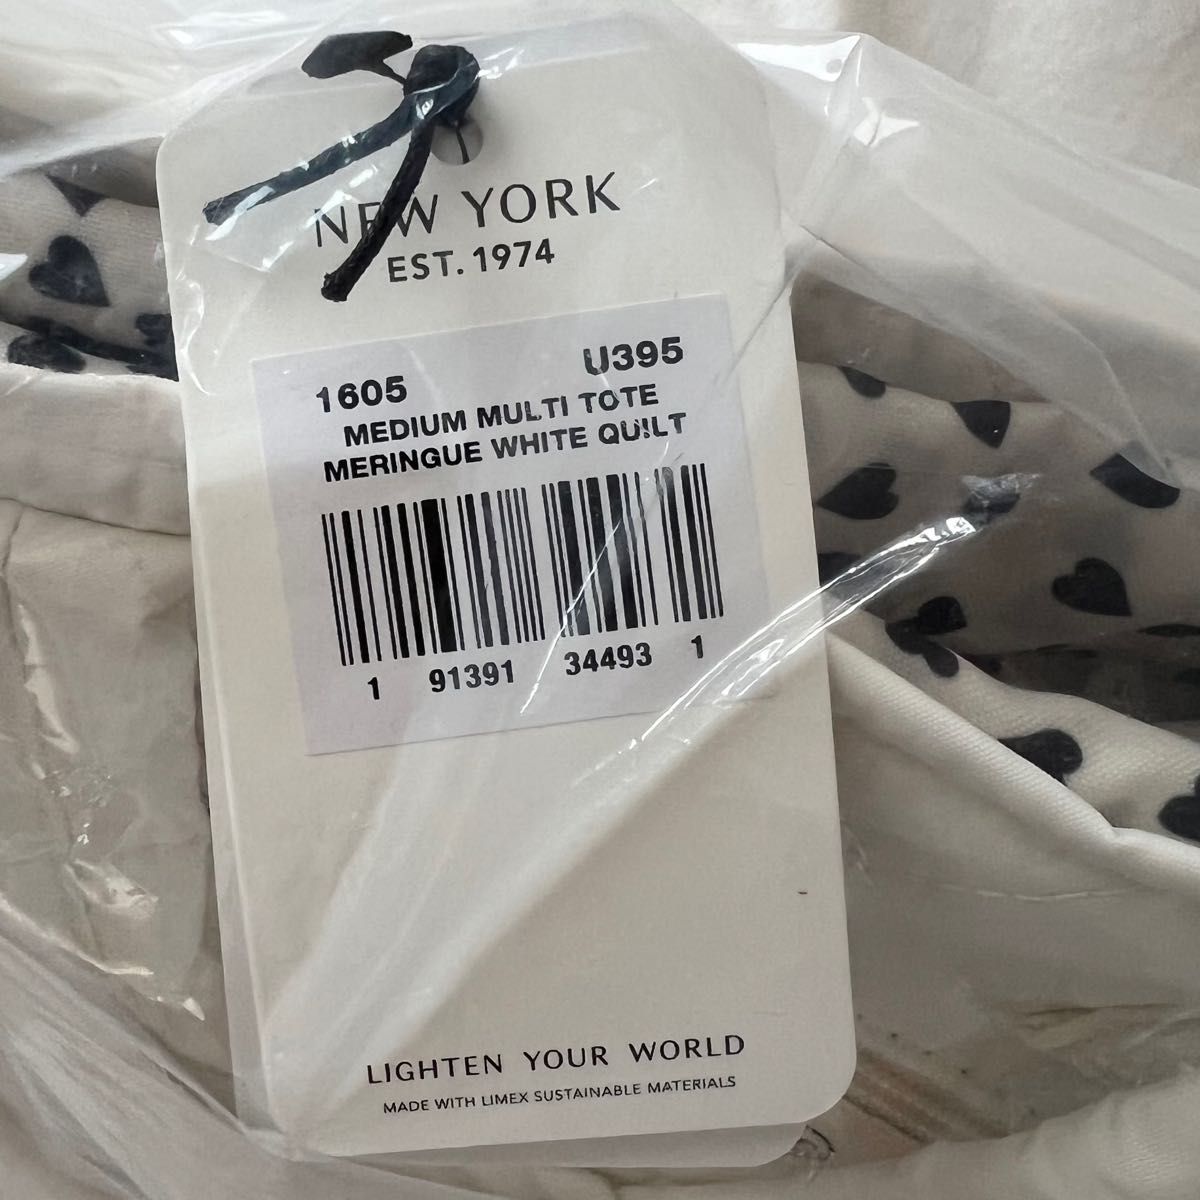 NEW YORK
EST. 1974
1605 U395
MEDIUM MULTI TOTE
MERINGUE WHITE QUILT
1 91391 34493 1
LIGHTEN YOUR WORLD
MADE WITH LIMEX SUSTAINABLE MATERIALS